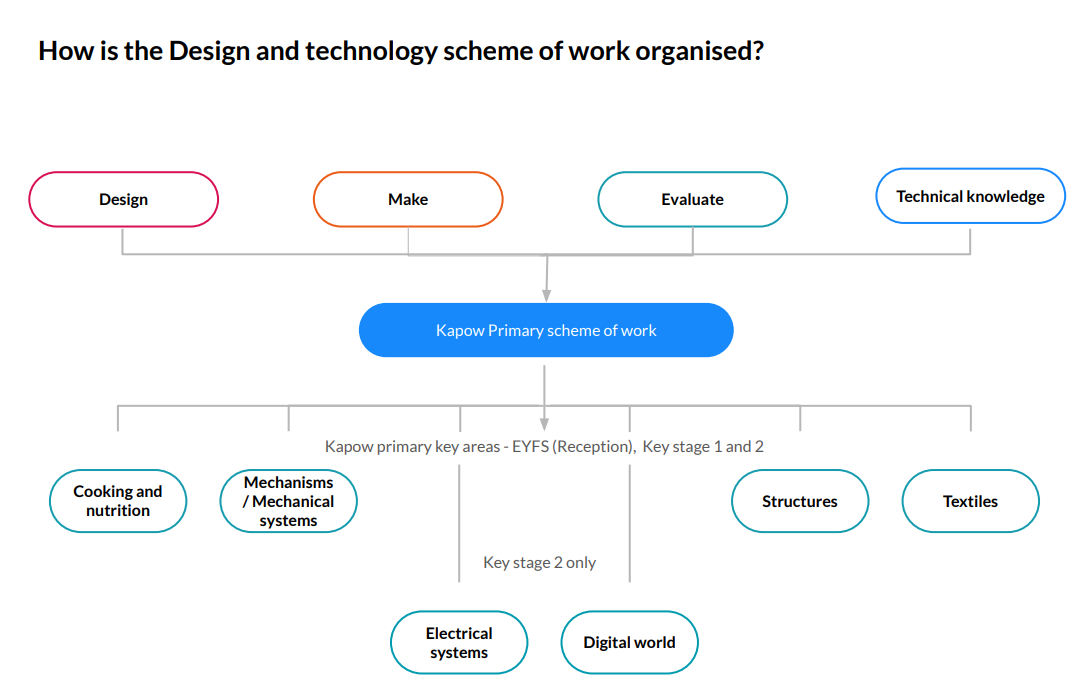 How is the Design and technology scheme of work organised?
Design
Make
Evaluate
Technical knowledge
Kapow Primary scheme of work
Kapow primary key areas - EYFS (Reception), Key stage 1 and 2
Cooking and
nutrition
Mechanisms
/ Mechanical
systems
Structures
Textiles
Key stage 2 only
Electrical
systems
Digital world